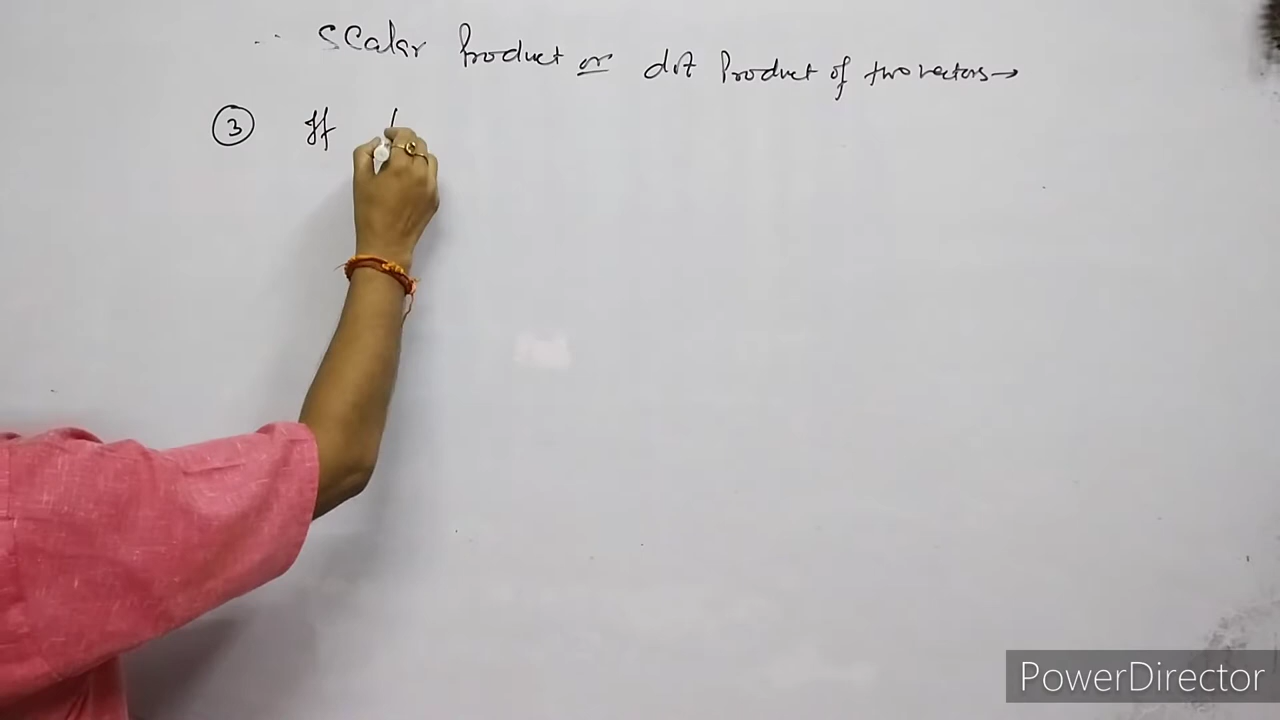 Scalar Product or dot Product of two vectors →
③ If
PowerDirector